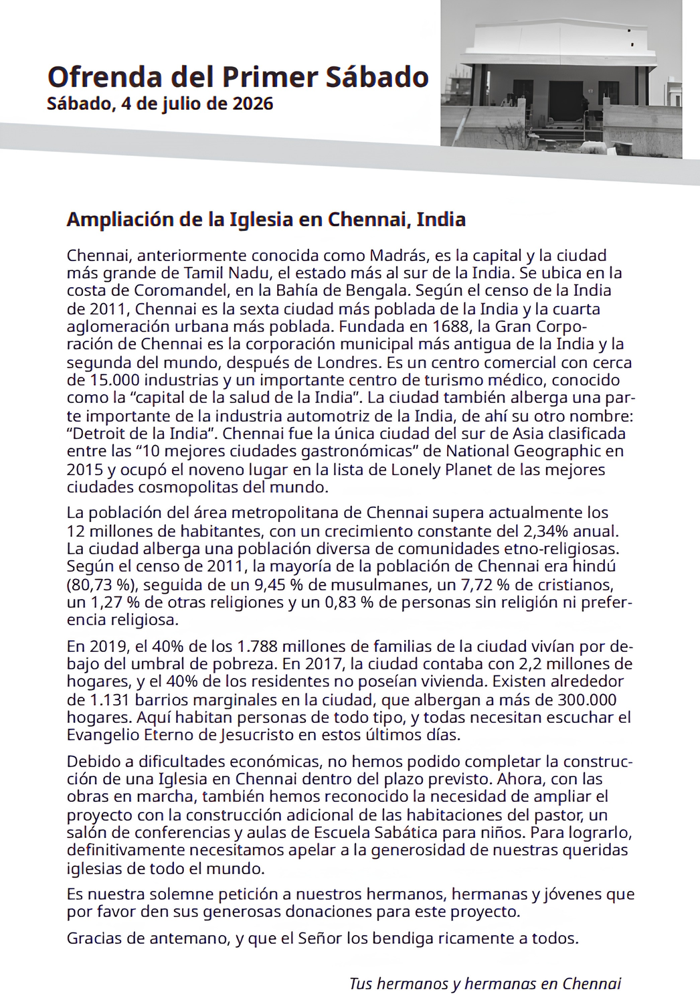 Ofrenda del Primer Sábado
Sábado, 4 de julio de 2026
Ampliación de la Iglesia en Chennai, India
Chennai, anteriormente conocida como Madrás, es la capital y la ciudad
más grande de Tamil Nadu, el estado más al sur de la India. Se ubica en la
costa de Coromandel, en la Bahía de Bengala. Según el censo de la India
de 2011, Chennai es la sexta ciudad más poblada de la India y la cuarta
aglomeración urbana más poblada. Fundada en 1688, la Gran Corpo-
ración de Chennai es la corporación municipal más antigua de la India y la
segunda del mundo, después de Londres. Es un centro comercial con cerca
de 15.000 industrias y un importante centro de turismo médico, conocido
como la “capital de la salud de la India”. La ciudad también alberga una par-
te importante de la industria automotriz de la India, de ahí su otro nombre:
“Detroit de la India”. Chennai fue la única ciudad del sur de Asia clasificada
entre las “10 mejores ciudades gastronómicas” de National Geographic en
2015 y ocupó el noveno lugar en la lista de Lonely Planet de las mejores
ciudades cosmopolitas del mundo.
La población del área metropolitana de Chennai supera actualmente los
12 millones de habitantes, con un crecimiento constante del 2,34% anual.
La ciudad alberga una población diversa de comunidades etno-religiosas.
Según el censo de 2011, la mayoría de la población de Chennai era hindú
(80,73 %), seguida de un 9,45 % de musulmanes, un 7,72 % de cristianos,
un 1,27 % de otras religiones y un 0,83 % de personas sin religión ni prefer-
encia religiosa.
En 2019, el 40% de los 1.788 millones de familias de la ciudad vivían por de-
bajo del umbral de pobreza. En 2017, la ciudad contaba con 2,2 millones de
hogares, y el 40% de los residentes no poseían vivienda. Existen alrededor
de 1.131 barrios marginales en la ciudad, que albergan a más de 300.000
hogares. Aquí habitan personas de todo tipo, y todas necesitan escuchar el
Evangelio Eterno de Jesucristo en estos últimos días.
Debido a dificultades económicas, no hemos podido completar la construc-
ción de una Iglesia en Chennai dentro del plazo previsto. Ahora, con las
obras en marcha, también hemos reconocido la necesidad de ampliar el
proyecto con la construcción adicional de las habitaciones del pastor, un
salón de conferencias y aulas de Escuela Sabática para niños. Para lograrlo,
definitivamente necesitamos apelar a la generosidad de nuestras queridas
iglesias de todo el mundo.
Es nuestra solemne petición a nuestros hermanos, hermanas y jóvenes que
por favor den sus generosas donaciones para este proyecto.
Gracias de antemano, y que el Señor los bendiga ricamente a todos.
Tus hermanos y hermanas en Chennai